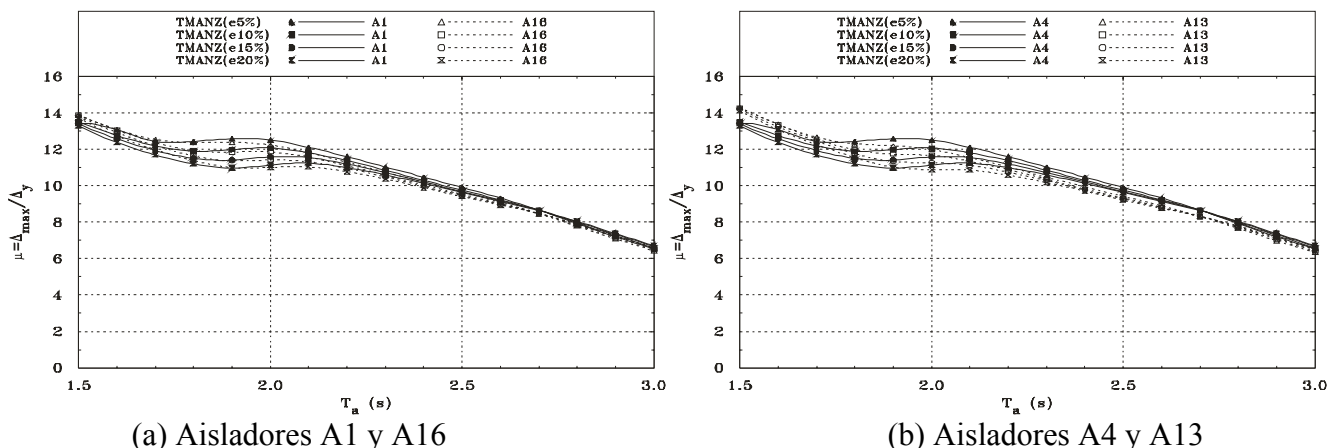 TMANZ(e5%) A1 A16
TMANZ(e10%) A1 A16
TMANZ(e15%) A1 A16
TMANZ(e20%) A1 A16
16
14
12
10
8
6
4
2
0
μ=Δmax/Δy
1.5 2.0 2.5 3.0
Ta (s)
(a) Aisladores A1 y A16
TMANZ(e5%) A4 A13
TMANZ(e10%) A4 A13
TMANZ(e15%) A4 A13
TMANZ(e20%) A4 A13
16
14
12
10
8
6
4
2
0
μ=Δmax/Δy
1.5 2.0 2.5 3.0
Ta (s)
(b) Aisladores A4 y A13